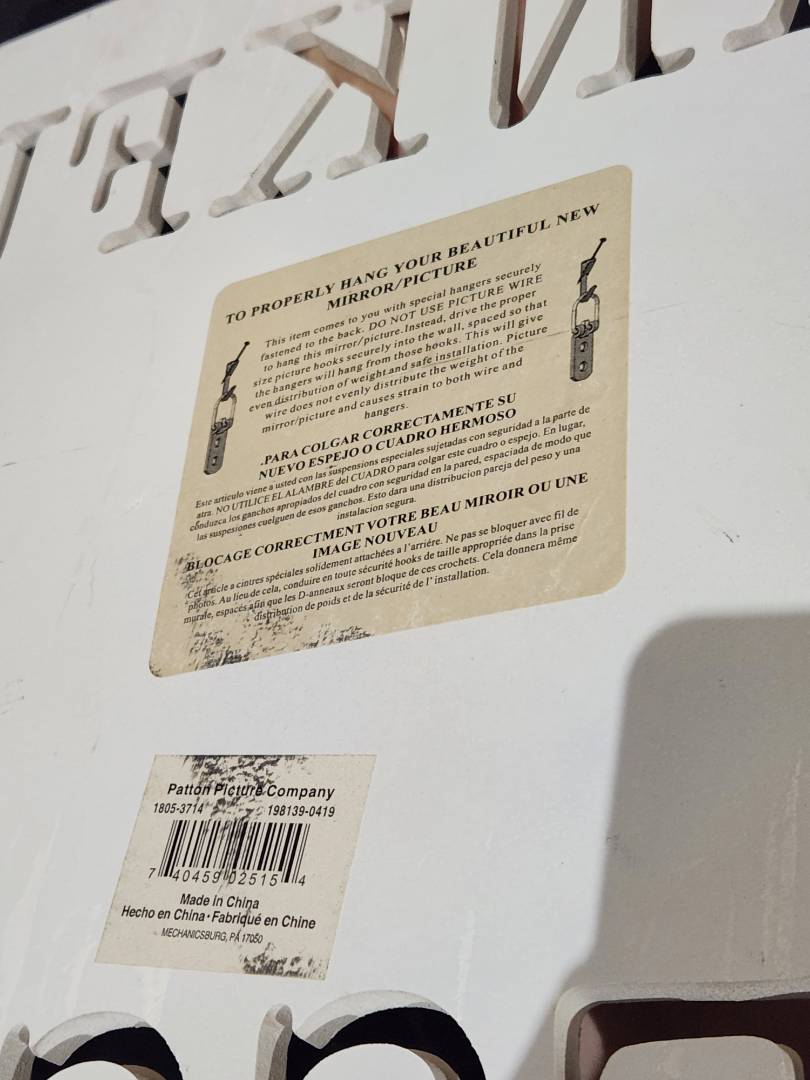 TO PROPERLY HANG YOUR BEAUTIFUL NEW
MIRROR/PICTURE
This item comes to you with special hangers securely
fastened to the back. DO NOT USE PICTURE WIRE
to hang this mirror/picture. Instead, drive the proper
size picture hooks securely into the wall, spaced so that
the hangers will hang from those hooks. This will give
even distribution of weight and safe installation. Picture
wire does not evenly distribute the weight of the
mirror/picture and causes strain to both wire and
hangers.
.PARA COLGAR CORRECTAMENTE SU
NUEVO ESPEJO O CUADRO HERMOSO
Este articulo viene a usted con las suspensions especiales sujetadas con seguridad a la parte de
atra. NO UTILICE EL ALAMBRE del CUADRO para colgar este cuadro o espejo. En lugar,
conduzca los ganchos apropiados del cuadro con seguridad en la pared, espaciada de modo que
las suspesiones cuelguen de esos ganchos. Esto dara una distribucion pareja del peso y una
instalacion segura.
BLOCAGE CORRECTMENT VOTRE BEAU MIROIR OU UNE
IMAGE NOUVEAU
Cet article a cintres spéciales solidement attachées a l'arriére. Ne pas se bloquer avec fil de
photos. Au lieu de cela, conduire en toute sécurité hooks de taille appropriée dans la prise
murale, espacés afin que les D-anneaux seront bloque de ces crochets. Cela donnera même
distribution de poids et de la sécurité de l' installation.
Patton Picture Company
1805-3714 198139-0419
7 40459 02515 4
Made in China
Hecho en China·Fabriqué en Chine
MECHANICSBURG, PA 17050